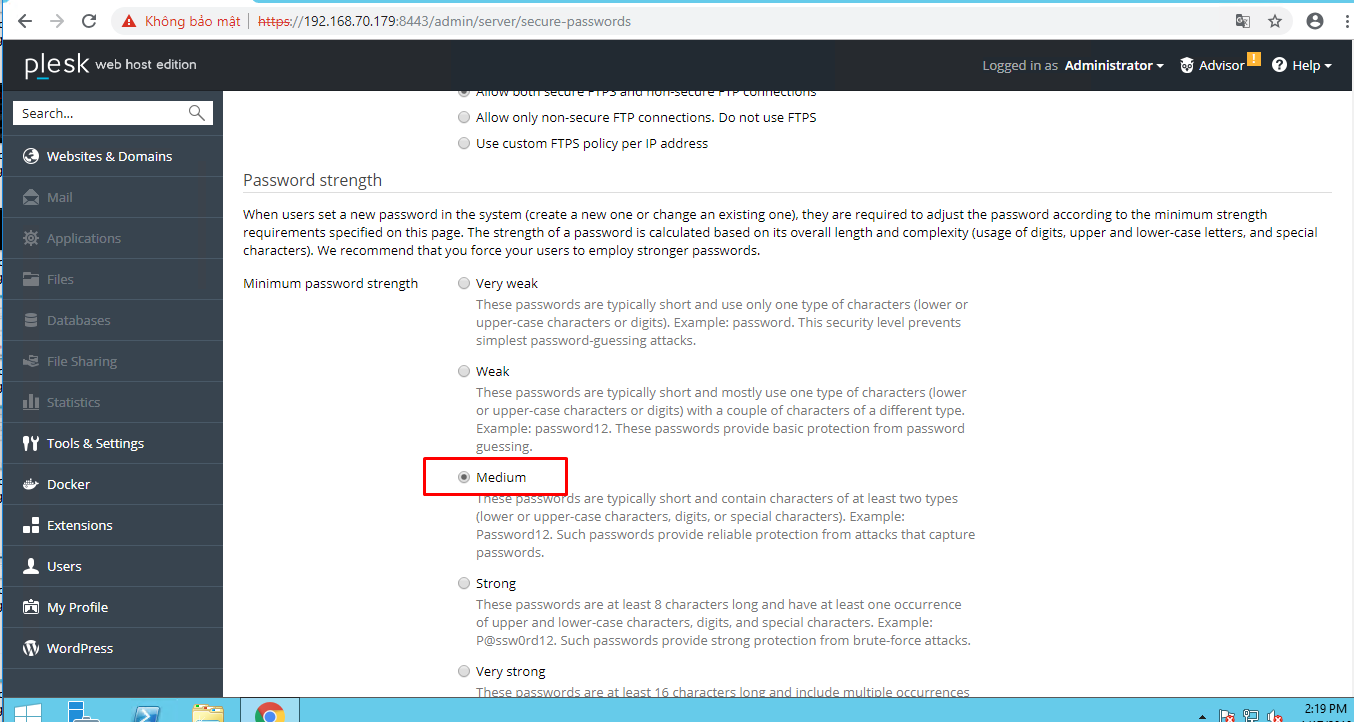 Không bảo mật https://192.168.70.179:8443/admin/server/secure-passwords
plesk web host edition
Logged in as Administrator
Advisor
!
? Help
Search...
Websites & Domains
Mail
Applications
Files
Databases
File Sharing
Statistics
Tools & Settings
Docker
Extensions
Users
My Profile
WordPress
Allow both secure FTPS and non-secure FTP connections
Allow only non-secure FTP connections. Do not use FTPS
Use custom FTPS policy per IP address
Password strength
When users set a new password in the system (create a new one or change an existing one), they are required to adjust the password according to the minimum strength
requirements specified on this page. The strength of a password is calculated based on its overall length and complexity (usage of digits, upper and lower-case letters, and special
characters). We recommend that you force your users to employ stronger passwords.
Minimum password strength
Very weak
These passwords are typically short and use only one type of characters (lower or
upper-case characters or digits). Example: password. This security level prevents
simplest password-guessing attacks.
Weak
These passwords are typically short and mostly use one type of characters (lower
or upper-case characters or digits) with a couple of characters of a different type.
Example: password12. These passwords provide basic protection from password
guessing.
Medium
These passwords are typically short and contain characters of at least two types
(lower or upper-case characters, digits, or special characters). Example:
Password12. Such passwords provide reliable protection from attacks that capture
passwords.
Strong
These passwords are at least 8 characters long and have at least one occurrence
of upper and lower-case characters, digits, and special characters. Example:
P@ssw0rd12. Such passwords provide strong protection from brute-force attacks.
Very strong
These passwords are at least 16 characters long and include multiple occurrences
2:19 PM